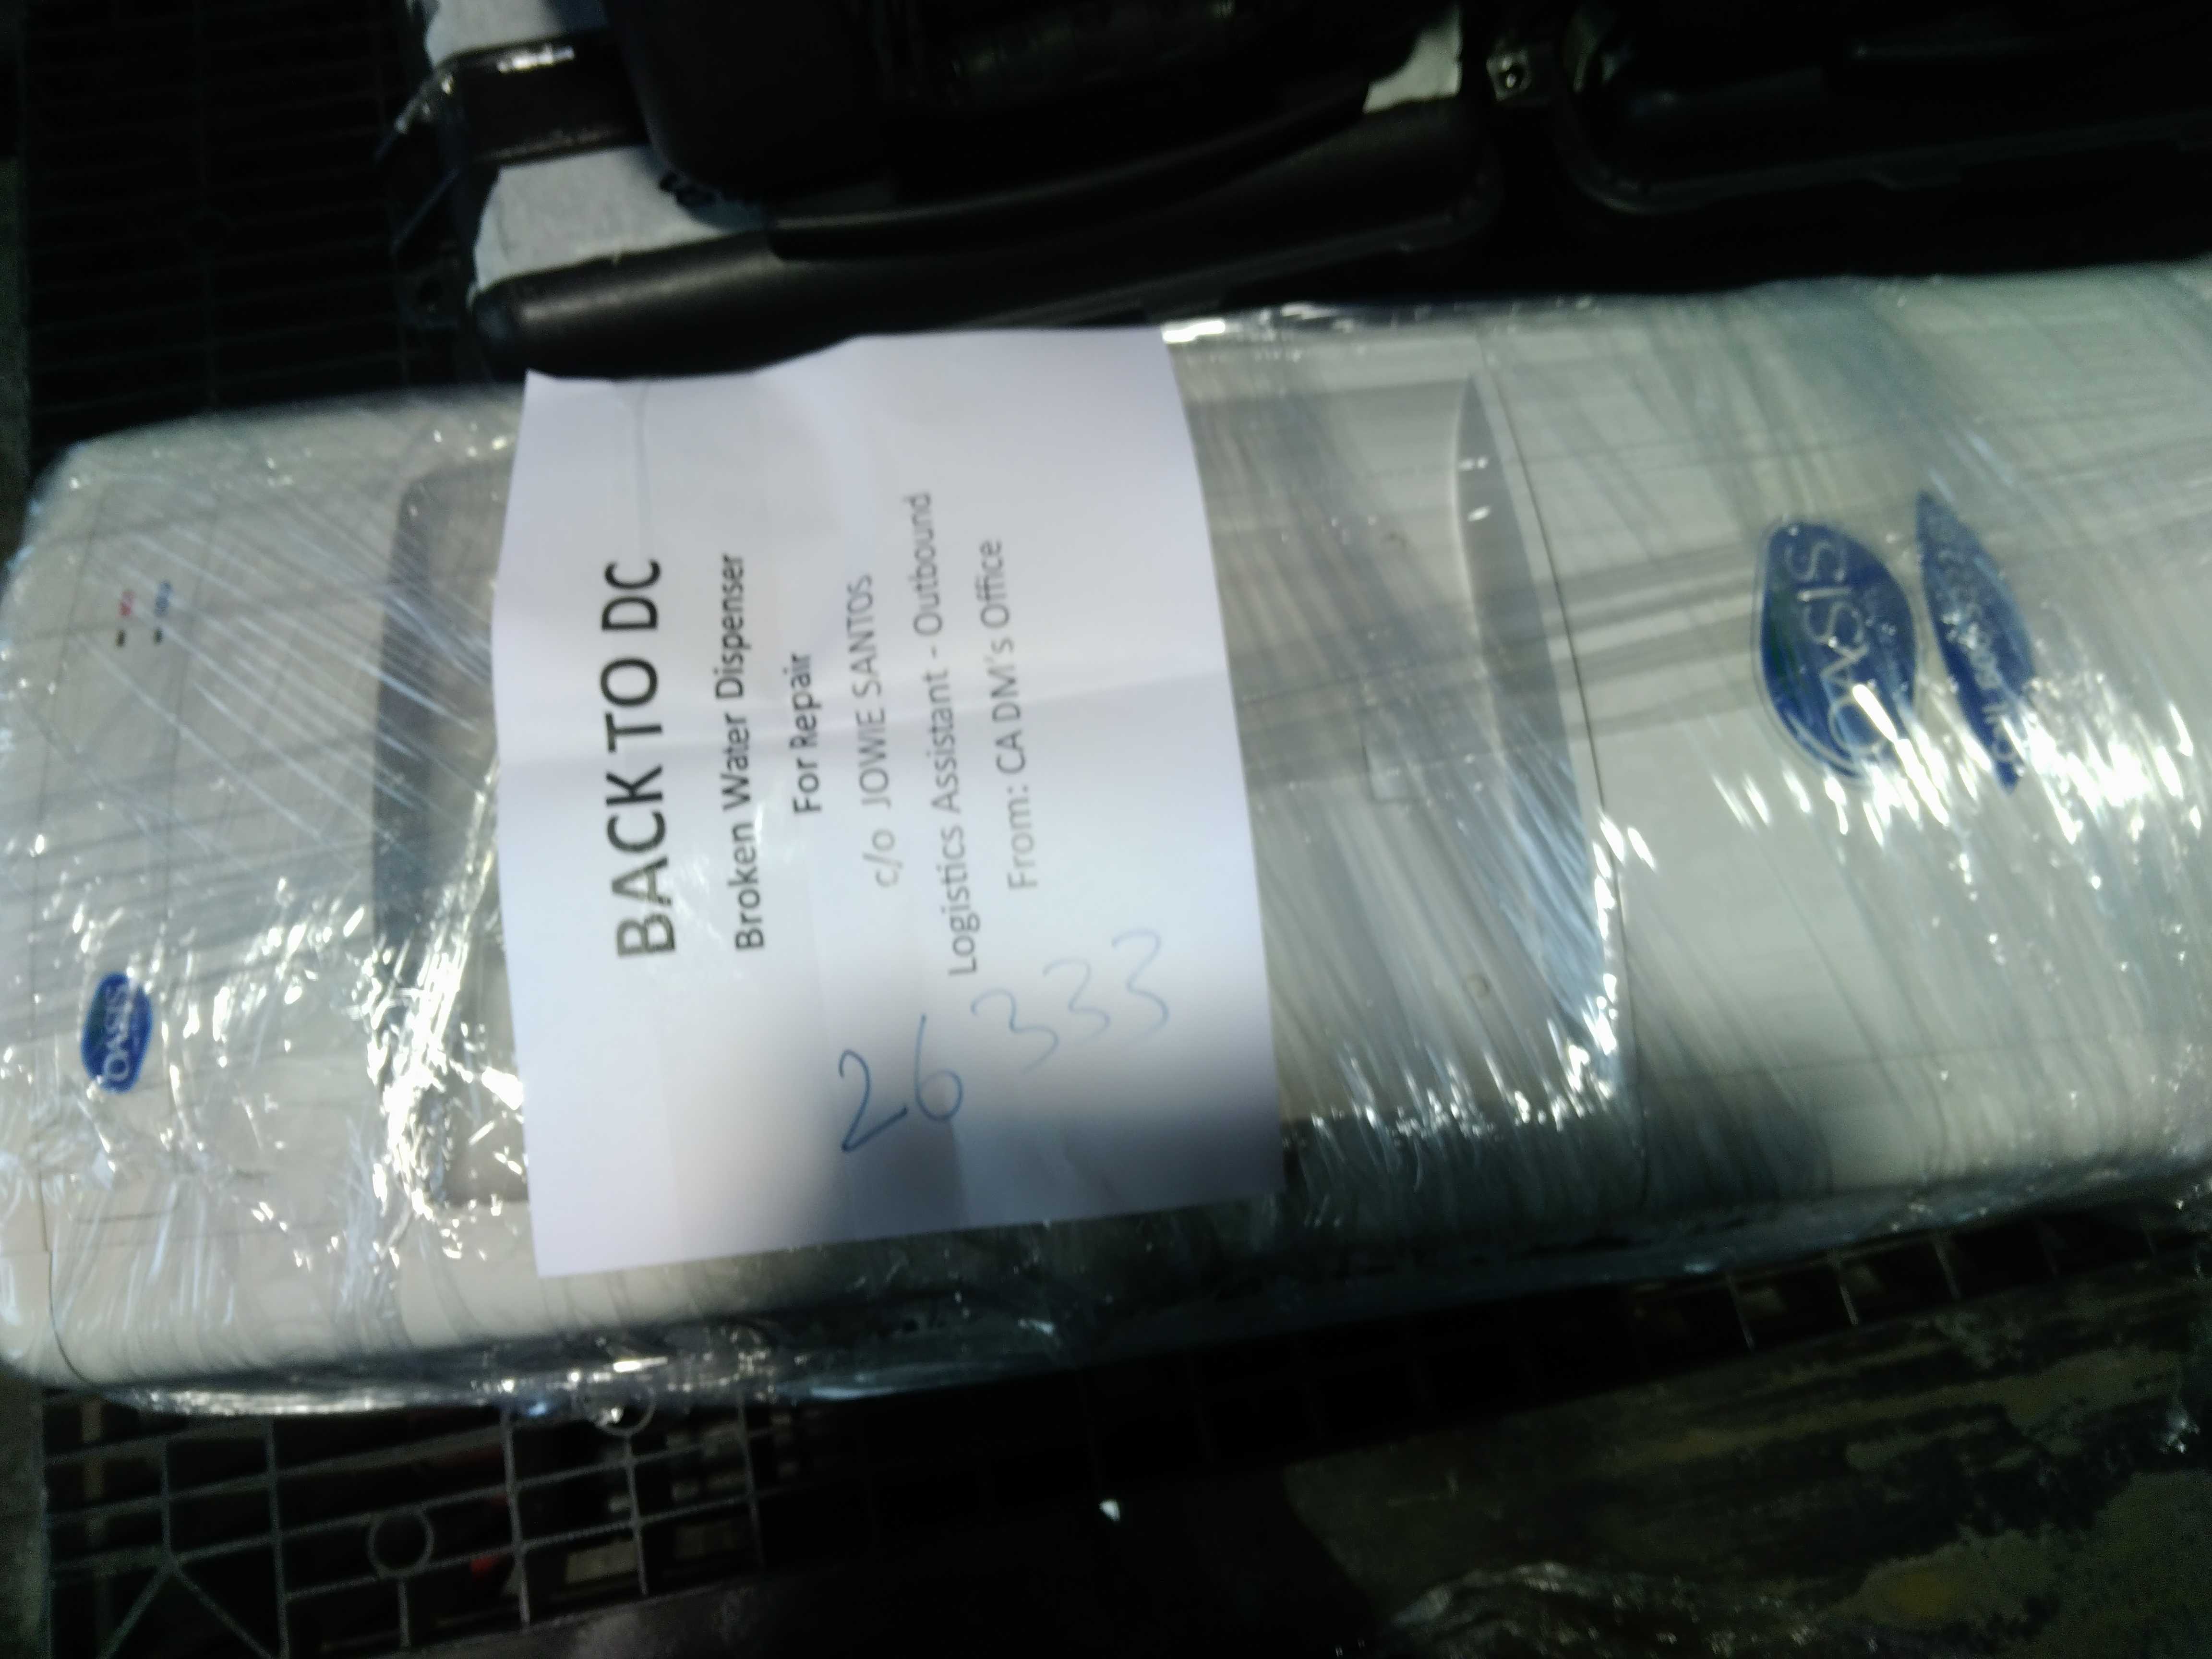 BACK TO DC
Broken Water Dispenser
For Repair
c/o JOWIE SANTOS
Logistics Assistant - Outbound
From: CA DM's Office
26333
OASIS
OASIS